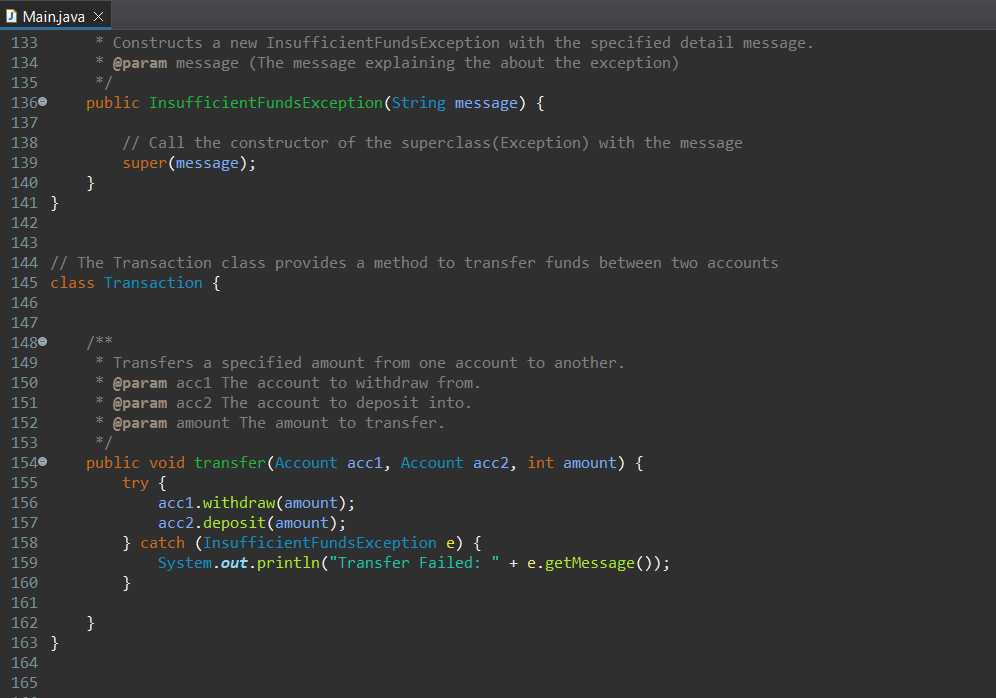 Main.java
133 * Constructs a new InsufficientFundsException with the specified detail message.
134 * @param message (The message explaining the about the exception)
135 */
136 public InsufficientFundsException(String message) {
137
138 // Call the constructor of the superclass(Exception) with the message
139 super(message);
140 }
141 }
142
143
144 // The Transaction class provides a method to transfer funds between two accounts
145 class Transaction {
146
147
148 /**
149 * Transfers a specified amount from one account to another.
150 * @param acc1 The account to withdraw from.
151 * @param acc2 The account to deposit into.
152 * @param amount The amount to transfer.
153 */
154 public void transfer(Account acc1, Account acc2, int amount) {
155 try {
156 acc1.withdraw(amount);
157 acc2.deposit(amount);
158 } catch (InsufficientFundsException e) {
159 System.out.println("Transfer Failed: " + e.getMessage());
160 }
161
162 }
163 }
164
165